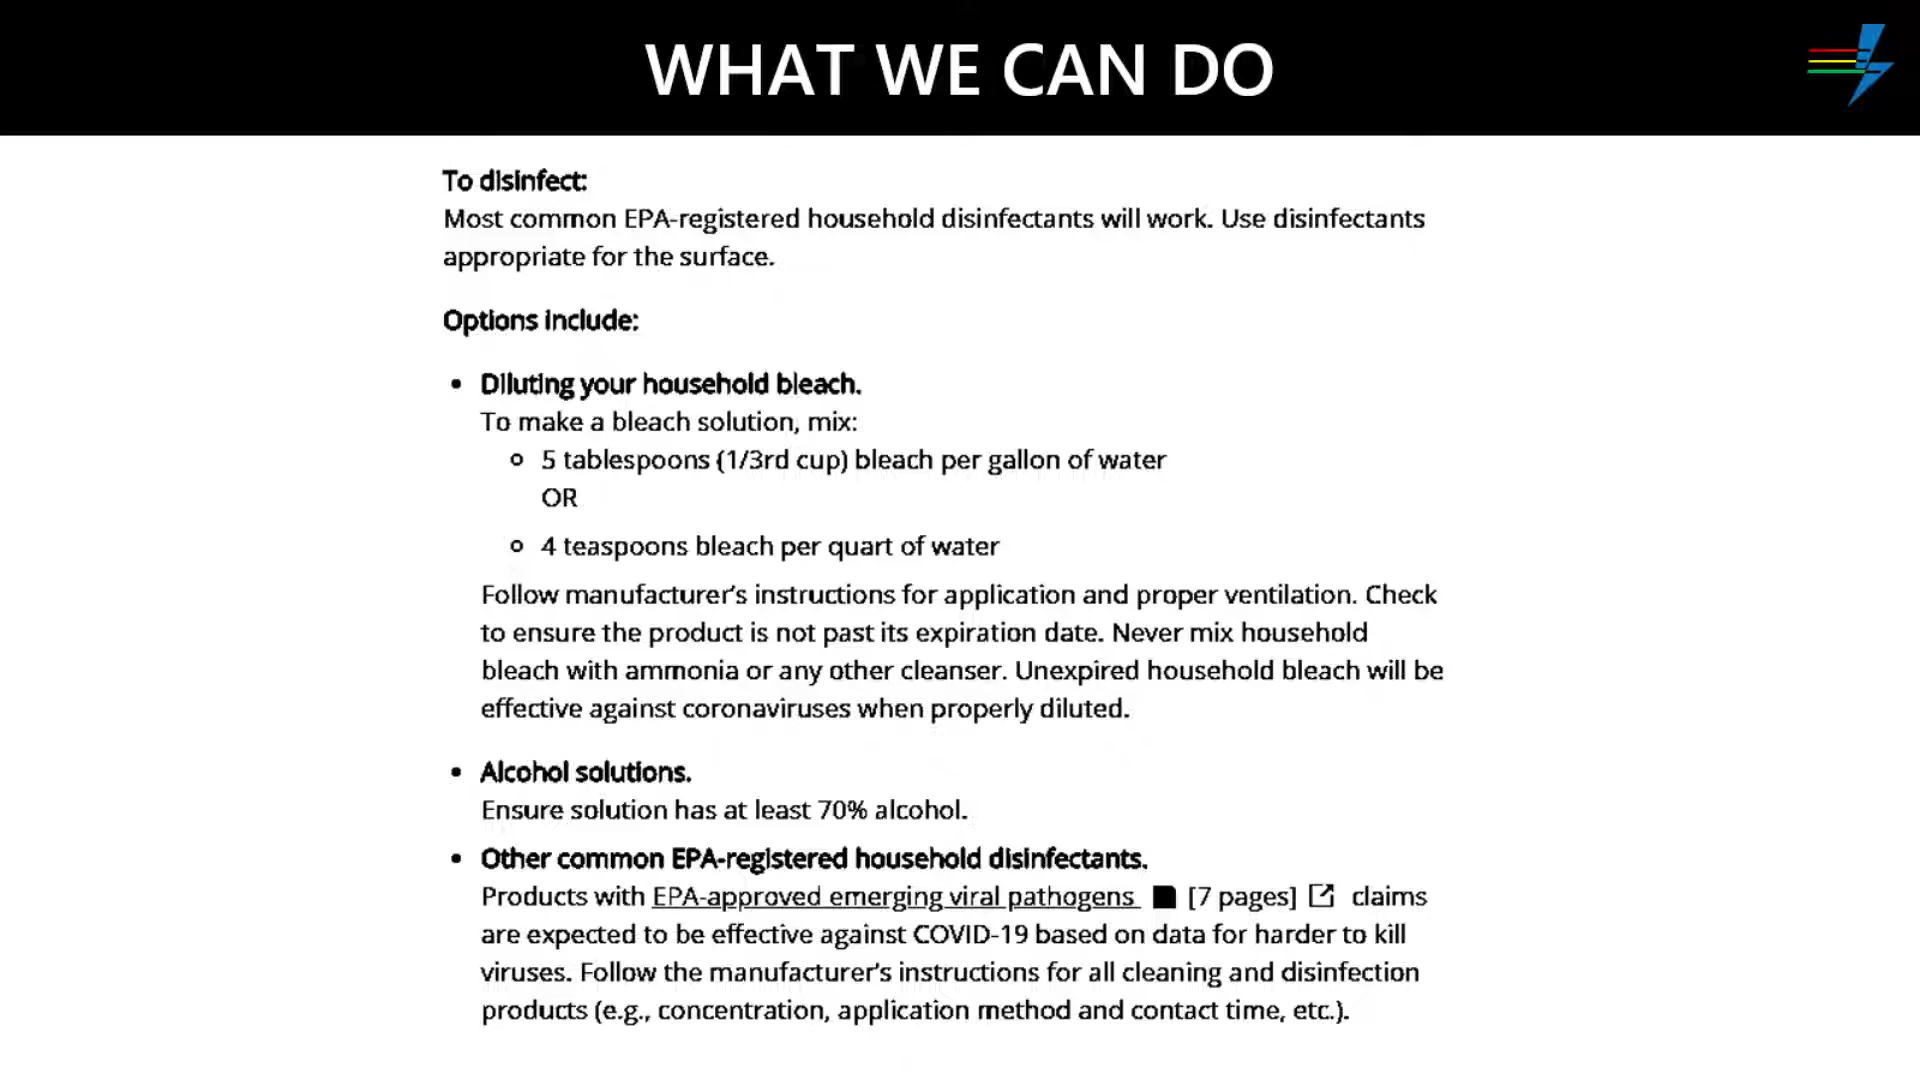 WHAT WE CAN DO
To disinfect:
Most common EPA-registered household disinfectants will work. Use disinfectants
appropriate for the surface.
Options include:
• Diluting your household bleach.
To make a bleach solution, mix:
○ 5 tablespoons (1/3rd cup) bleach per gallon of water
OR
○ 4 teaspoons bleach per quart of water
Follow manufacturer's instructions for application and proper ventilation. Check
to ensure the product is not past its expiration date. Never mix household
bleach with ammonia or any other cleanser. Unexpired household bleach will be
effective against coronaviruses when properly diluted.
• Alcohol solutions.
Ensure solution has at least 70% alcohol.
• Other common EPA-registered household disinfectants.
Products with EPA-approved emerging viral pathogens [7 pages] claims
are expected to be effective against COVID-19 based on data for harder to kill
viruses. Follow the manufacturer's instructions for all cleaning and disinfection
products (e.g., concentration, application method and contact time, etc.).